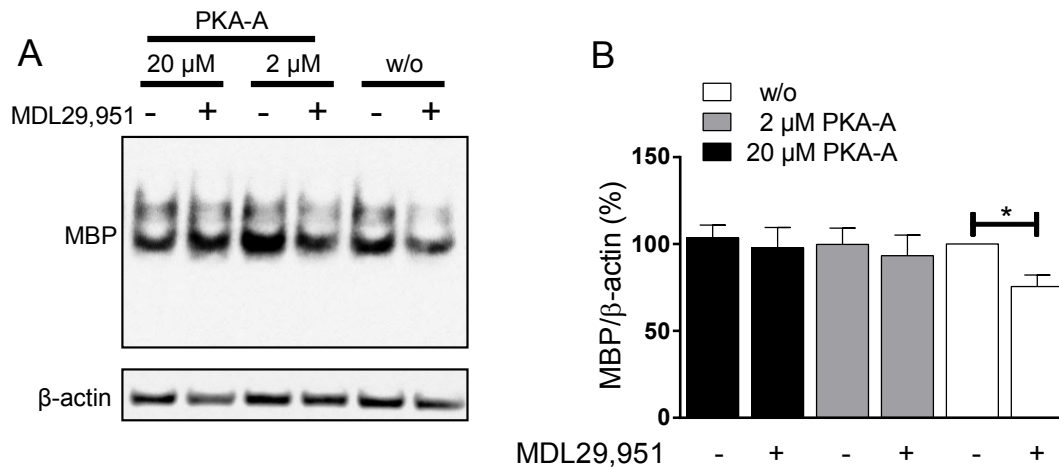 A
PKA-A
20 µM 2 µM w/o
MDL29,951 - + - + - +
MBP
β-actin
B
w/o
2 µM PKA-A
20 µM PKA-A
MBP/β-actin (%)
150
100
50
0
*
MDL29,951 - + - + - +